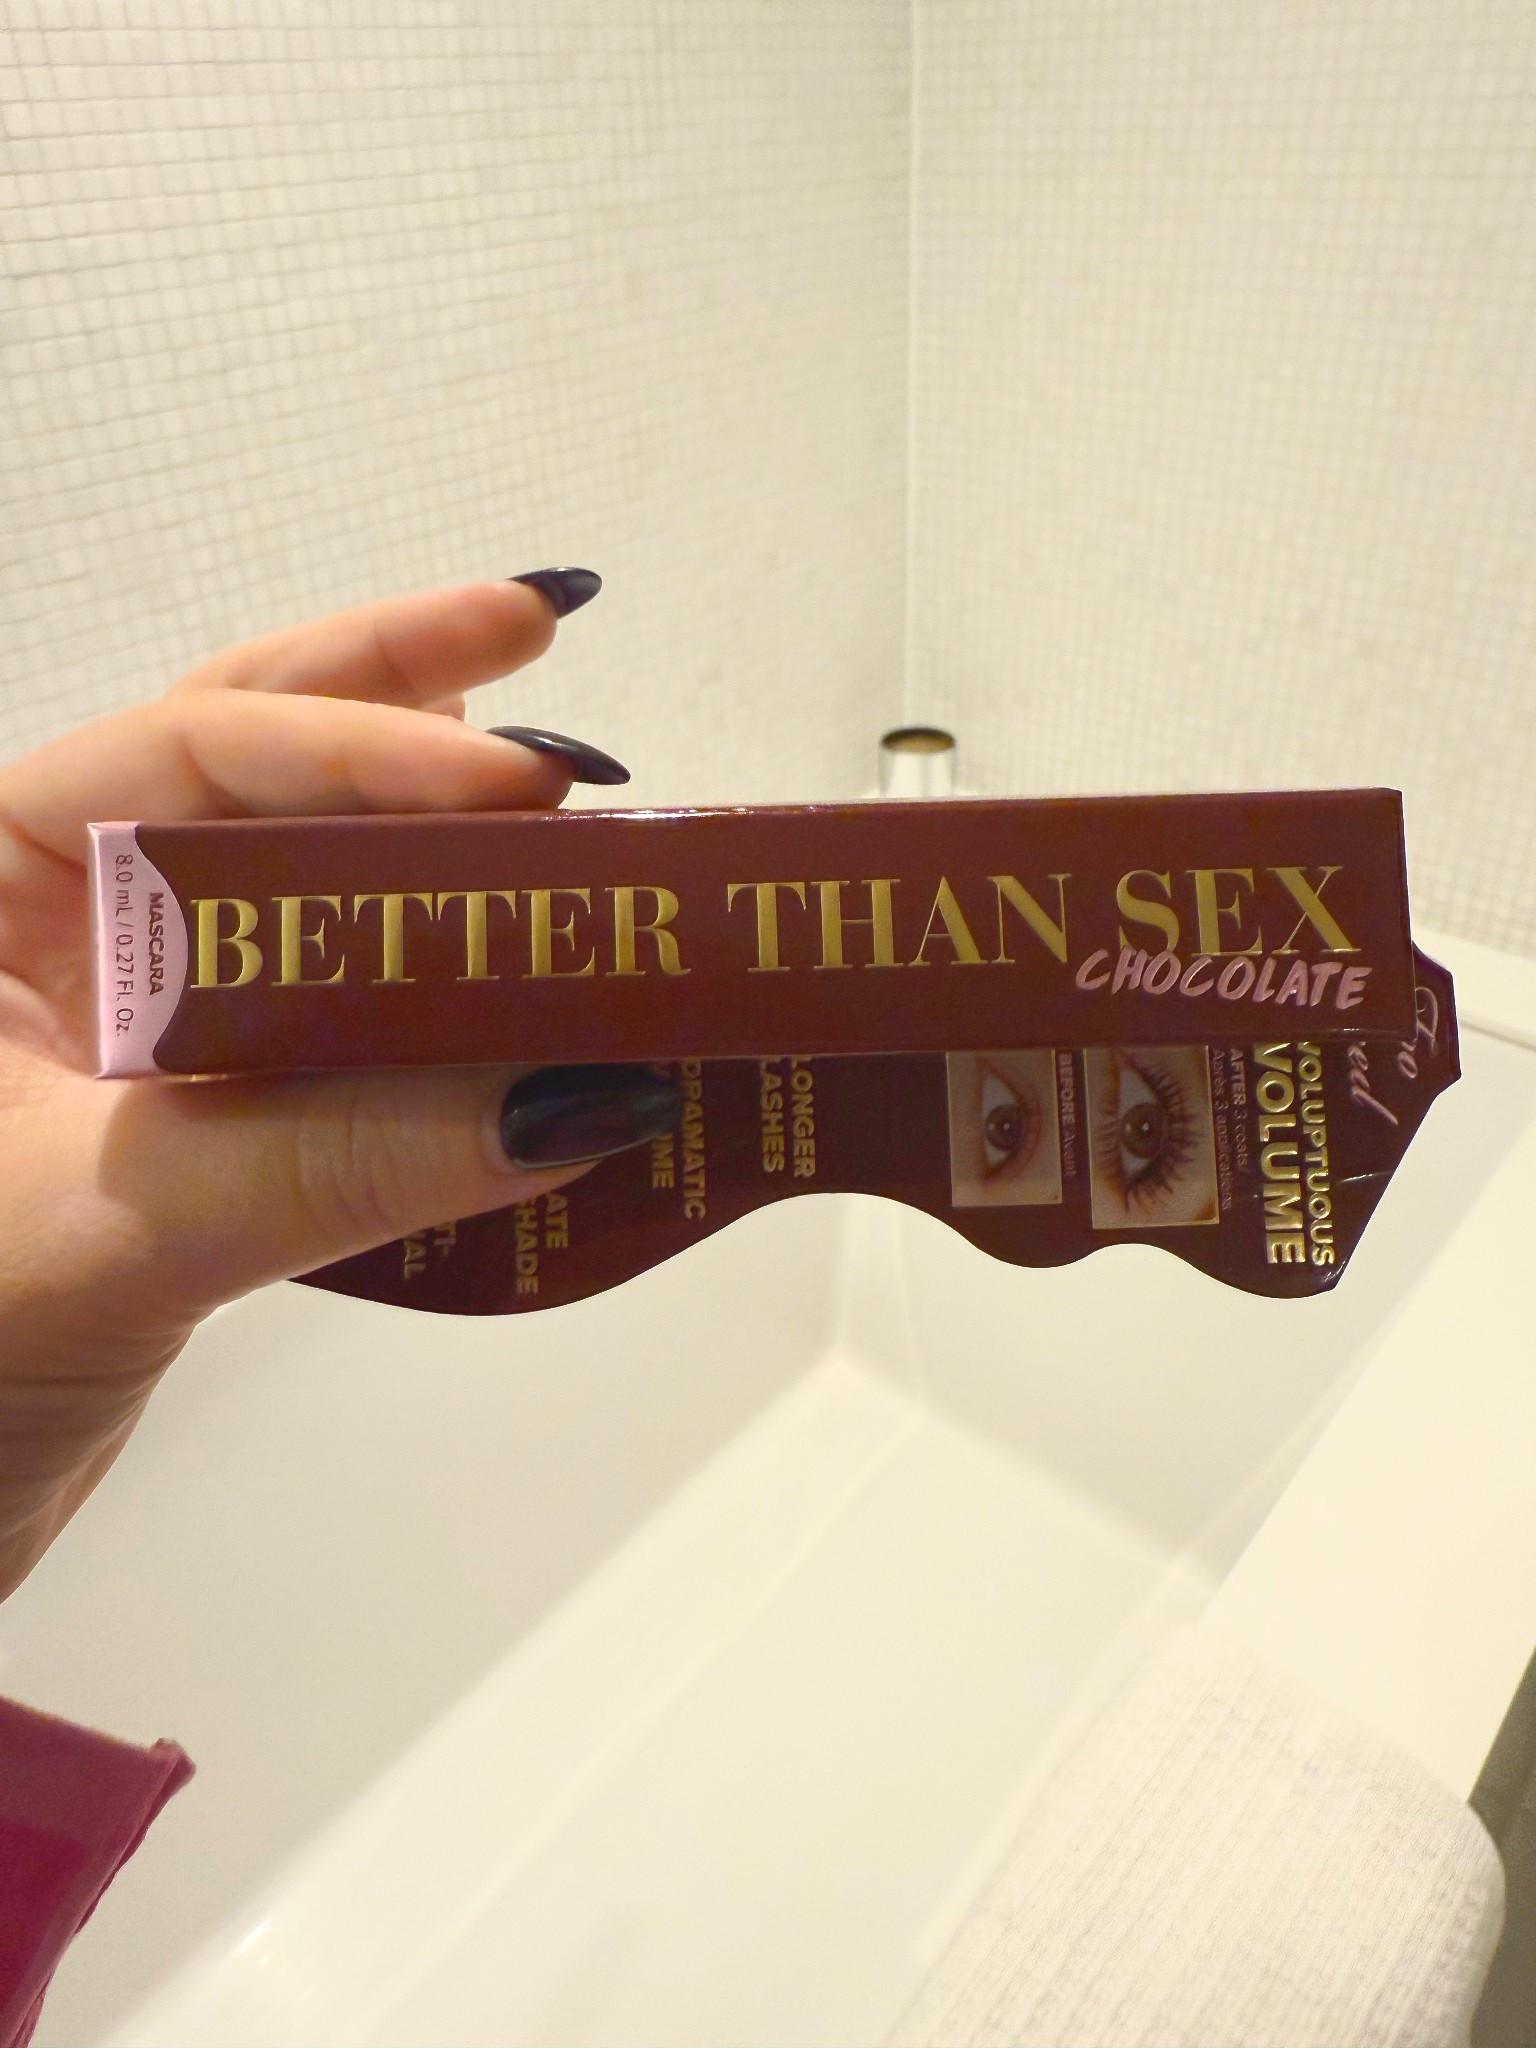 BETTER THAN SEX
CHOCOLATE
MASCARA
8.0 mL / 0.27 Fl. Oz.
VOLUPTUOUS
VOLUME
AFTER 3 coats
Après 3 applications
BEFORE Avant
LONGER
LASHES
DRAMATIC